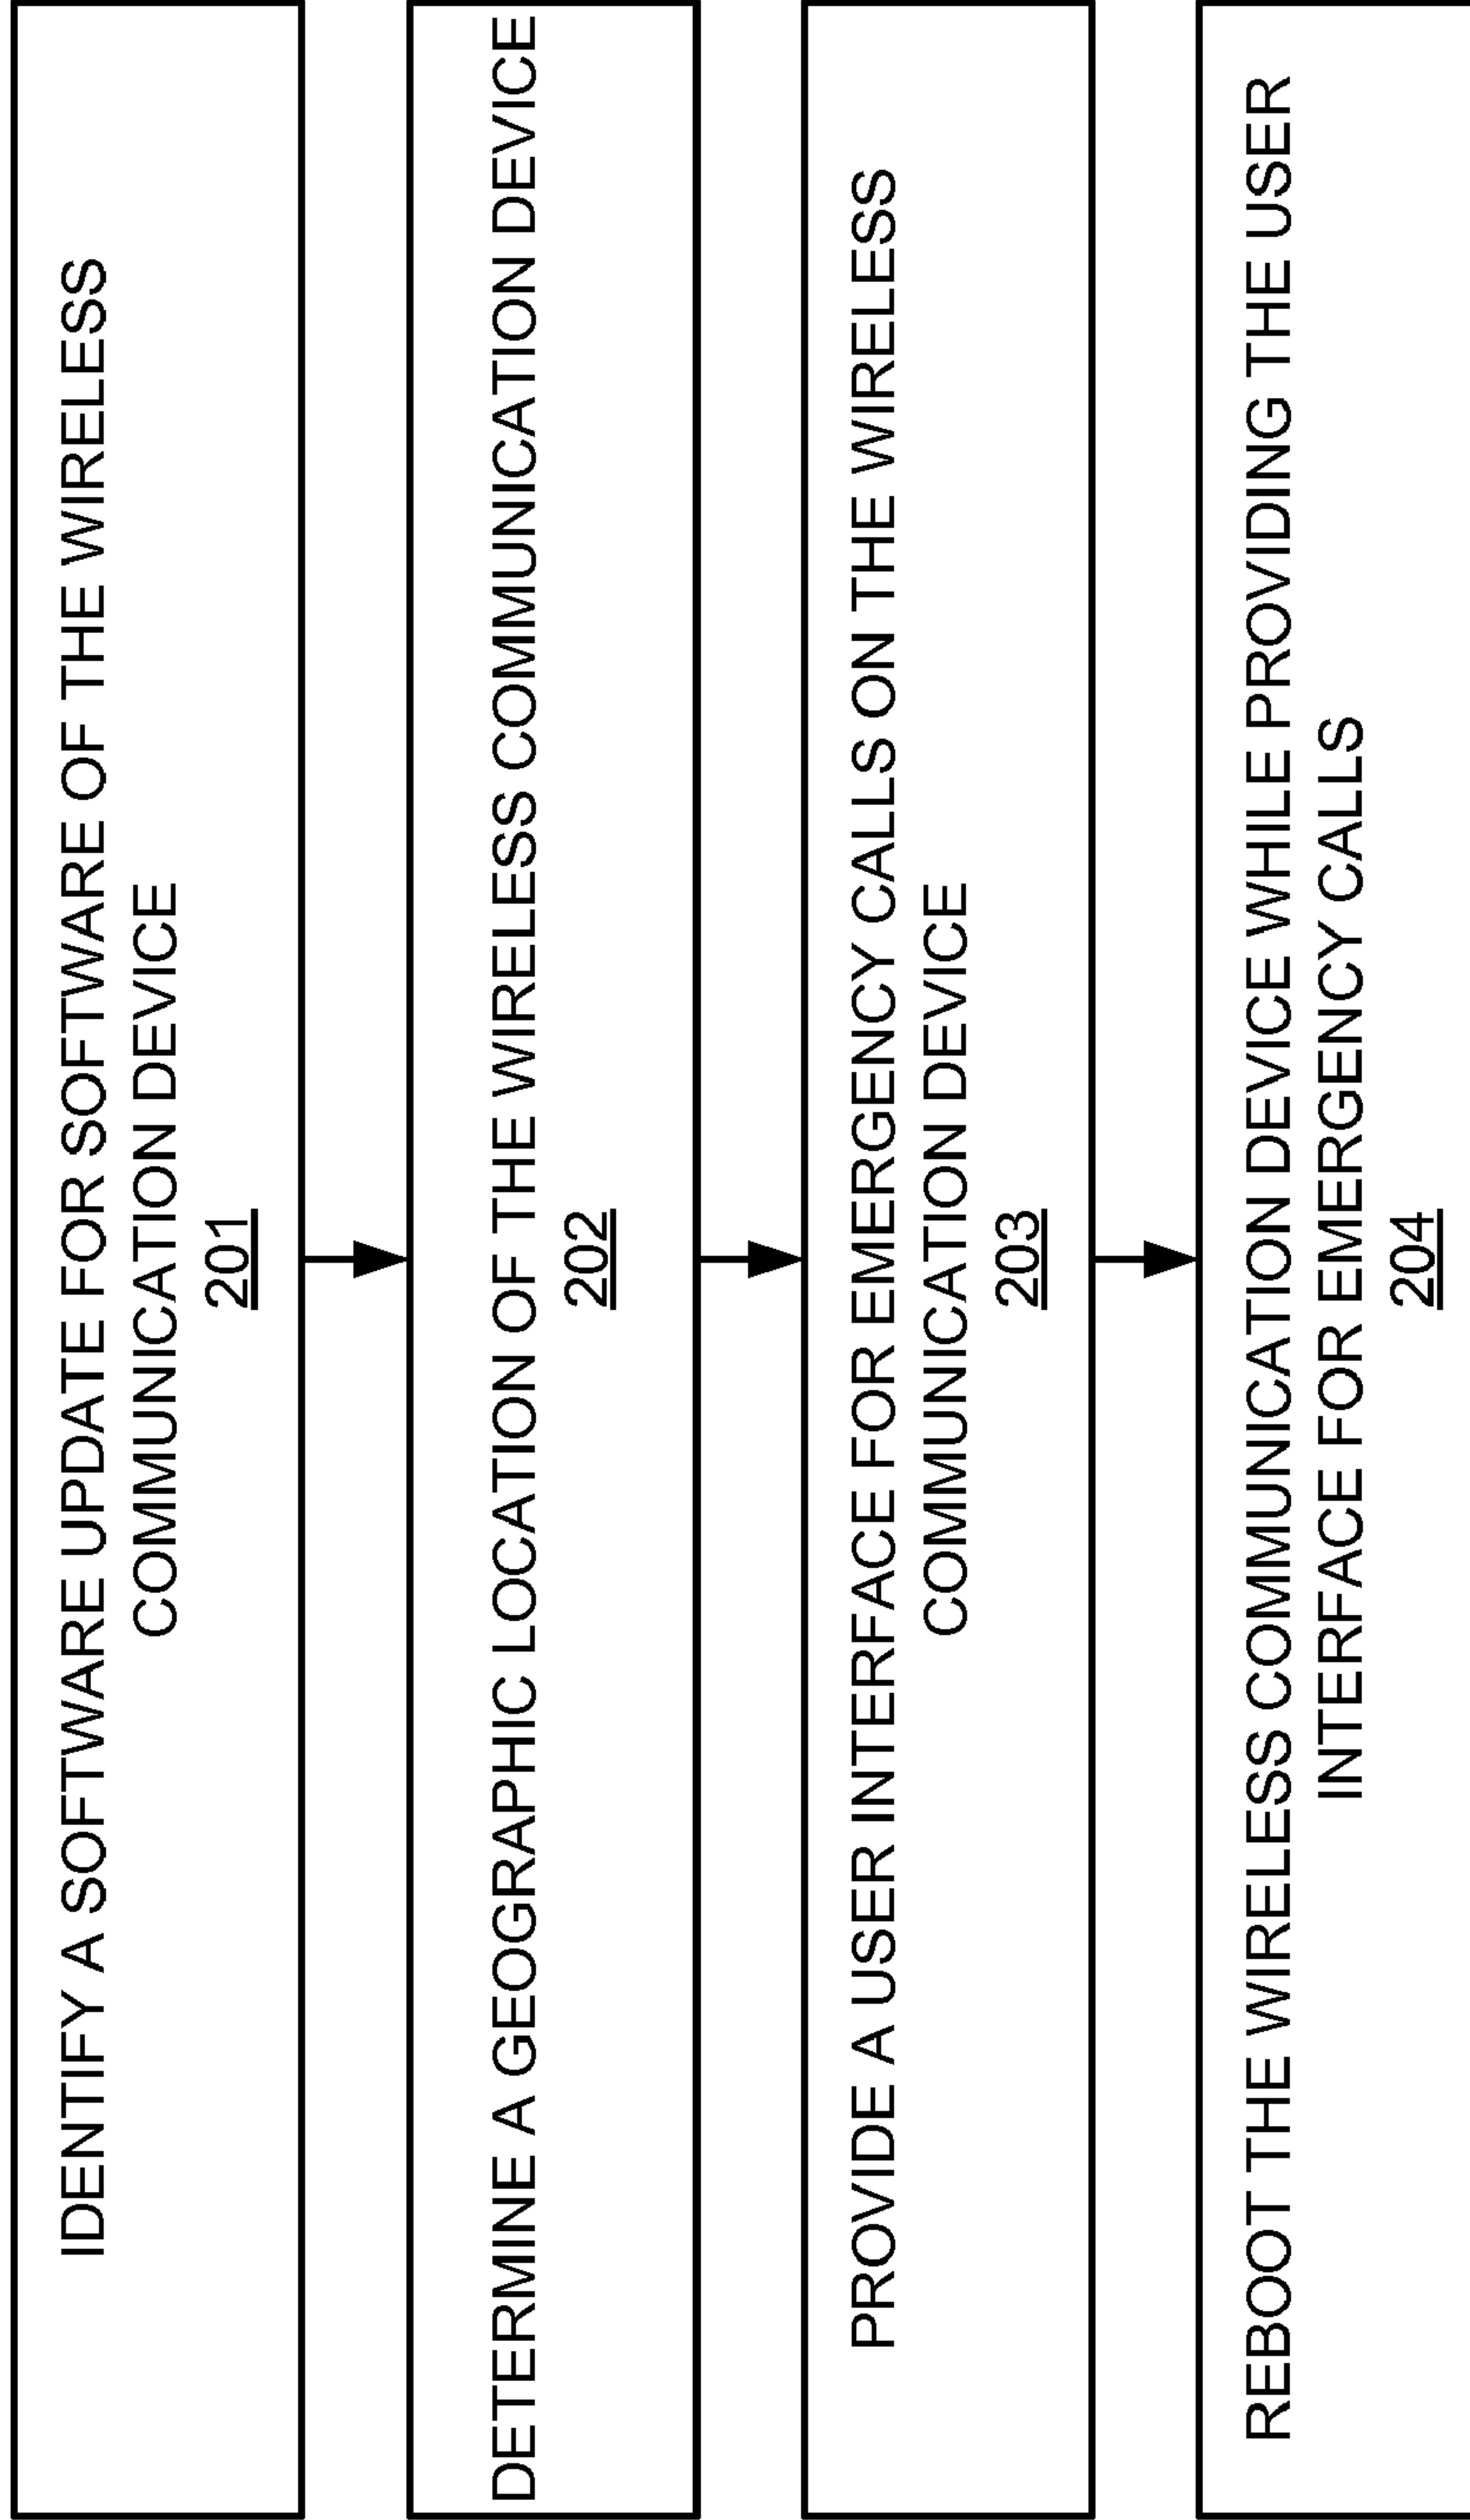 IDENTIFY A SOFTWARE UPDATE FOR SOFTWARE OF THE WIRELESS
COMMUNICATION DEVICE
201
DETERMINE A GEOGRAPHIC LOCATION OF THE WIRELESS COMMUNICATION DEVICE
202
PROVIDE A USER INTERFACE FOR EMERGENCY CALLS ON THE WIRELESS
COMMUNICATION DEVICE
203
REBOOT THE WIRELESS COMMUNICATION DEVICE WHILE PROVIDING THE USER
INTERFACE FOR EMERGENCY CALLS
204